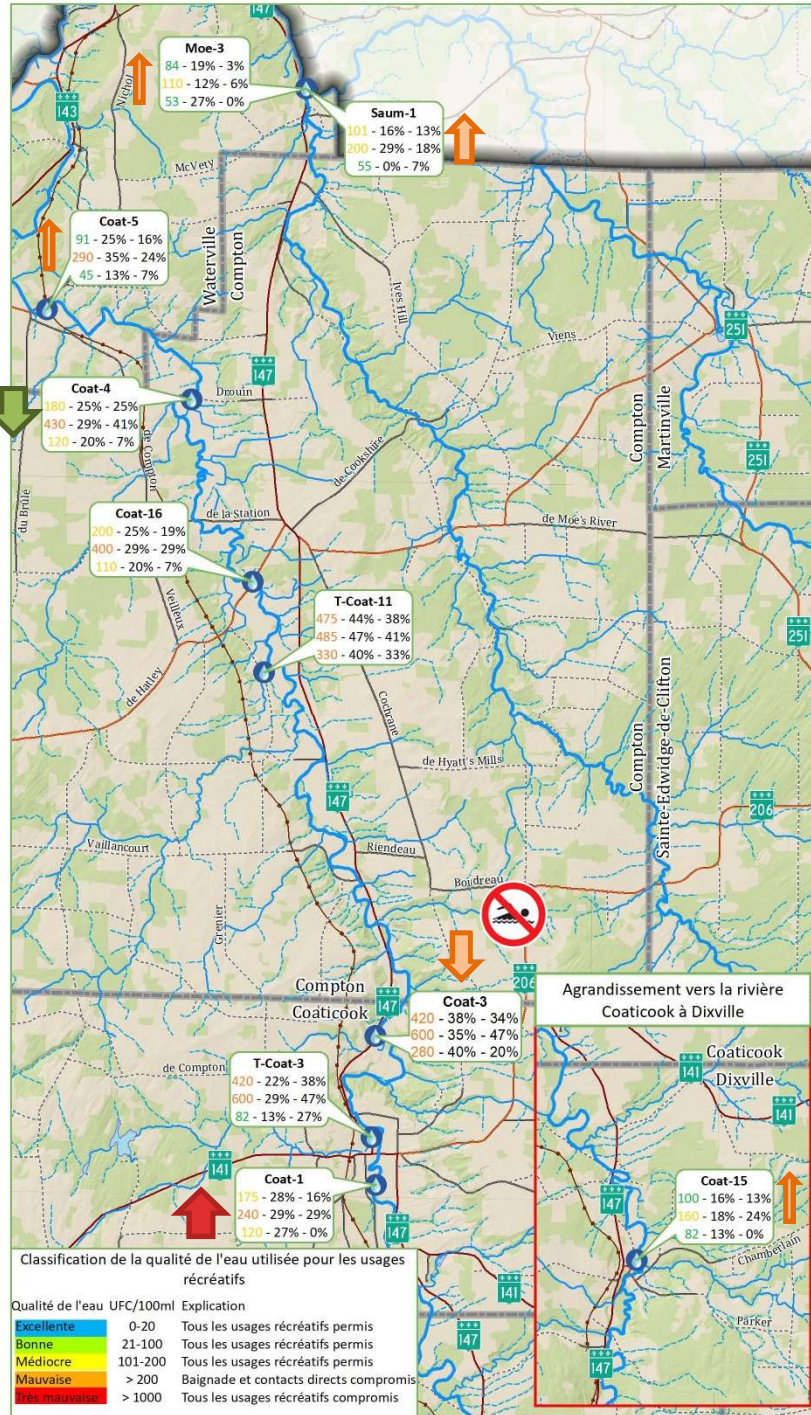 147
Moe-3
84 - 19% - 3%
110 - 12% - 6%
53 - 27% - 0%
Nichol
143
Saum-1
101 - 16% - 13%
200 - 29% - 18%
55 - 0% - 7%
McVety
Coat-5
91 - 25% - 16%
290 - 35% - 24%
45 - 13% - 7%
Waterville
Compton
Ives Hill
Viens
251
147
Coat-4
180 - 25% - 25%
430 - 29% - 41%
120 - 20% - 7%
Drouin
Compton
Martinville
du Brûlé
de Compton
de Cookshire
251
Coat-16
200 - 25% - 19%
400 - 29% - 29%
110 - 20% - 7%
de la Station
de Moe's River
Veilleux
T-Coat-11
475 - 44% - 38%
485 - 47% - 41%
330 - 40% - 33%
251
de Hatley
Cochrane
Compton
Sainte-Edwidge-de-Clifton
de Hyatt's Mills
147
206
Vaillancourt
Riendeau
Boudreau
Grenier
206
Compton
Coaticook
147
Coat-3
420 - 38% - 34%
600 - 35% - 47%
280 - 40% - 20%
Agrandissement vers la rivière
Coaticook à Dixville
de Compton
T-Coat-3
420 - 22% - 38%
600 - 29% - 47%
82 - 13% - 27%
Coaticook
141
Dixville
141
141
Coat-1
175 - 28% - 16%
240 - 29% - 29%
120 - 27% - 0%
147
147
Coat-15
100 - 16% - 13%
160 - 18% - 24%
82 - 13% - 0%
Chamberlain
Parker
147
141
147
Classification de la qualité de l'eau utilisée pour les usages
récréatifs
Qualité de l'eau UFC/100ml Explication
Excellente 0-20 Tous les usages récréatifs permis
Bonne 21-100 Tous les usages récréatifs permis
Médiocre 101-200 Tous les usages récréatifs permis
Mauvaise > 200 Baignade et contacts directs compromis
Très mauvaise > 1000 Tous les usages récréatifs compromis